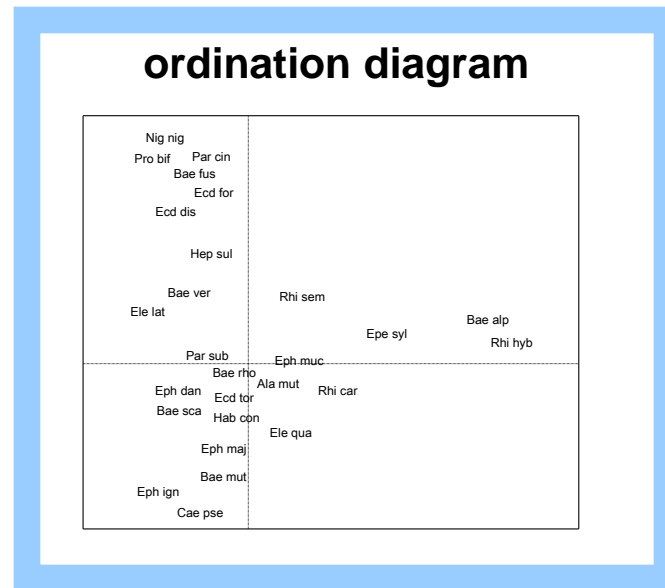 ordination diagram
Nig nig
Pro bif
Par cin
Bae fus
Ecd for
Ecd dis
Hep sul
Bae ver
Rhi sem
Ele lat
Bae alp
Epe syl
Rhi hyb
Par sub
Eph muc
Bae rho
Ala mut
Eph dan
Rhi car
Ecd tor
Bae sca
Hab con
Ele qua
Eph maj
Bae mut
Eph ign
Cae pse